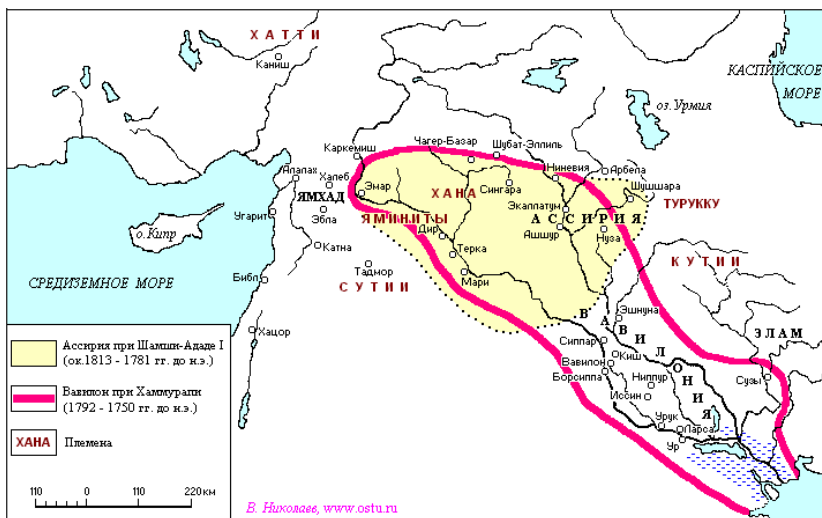 ХАТТИ
Каниш
КАСПИЙСКОЕ
МОРЕ
оз.Урмия
Каркемиш
Чагер-Базар
Шубат-Эллиль
Ниневия
Арбела
Алалах
Халеб
ЯМХАД
Эмар
ХАНА
Сингара
Шушшара
ТУРУККУ
Экаллатум
АССИРИЯ
Угарит
Эбла
ЯМИНИТЫ
Ашшур
Нуза
о.Кипр
Катна
Дир
Терка
КУТИИ
СРЕДИЗЕМНОЕ МОРЕ
Библ
Тадмор
Мари
СУТИИ
Эшнуна
ВАВИЛОНИЯ
ЭЛАМ
Хацор
Сиппар
Вавилон
Киш
Борсиппа
Ниппур
Сузы
Иссин
Урук
Ларса
Ур
Ассирия при Шамши-Ададе I
(ок.1813 - 1781 гг. до н.э.)
Вавилон при Хаммурапи
(1792 - 1750 гг. до н.э.)
ХАНА Племена
110 0 110 220 км
В. Николаев, www.ostu.ru